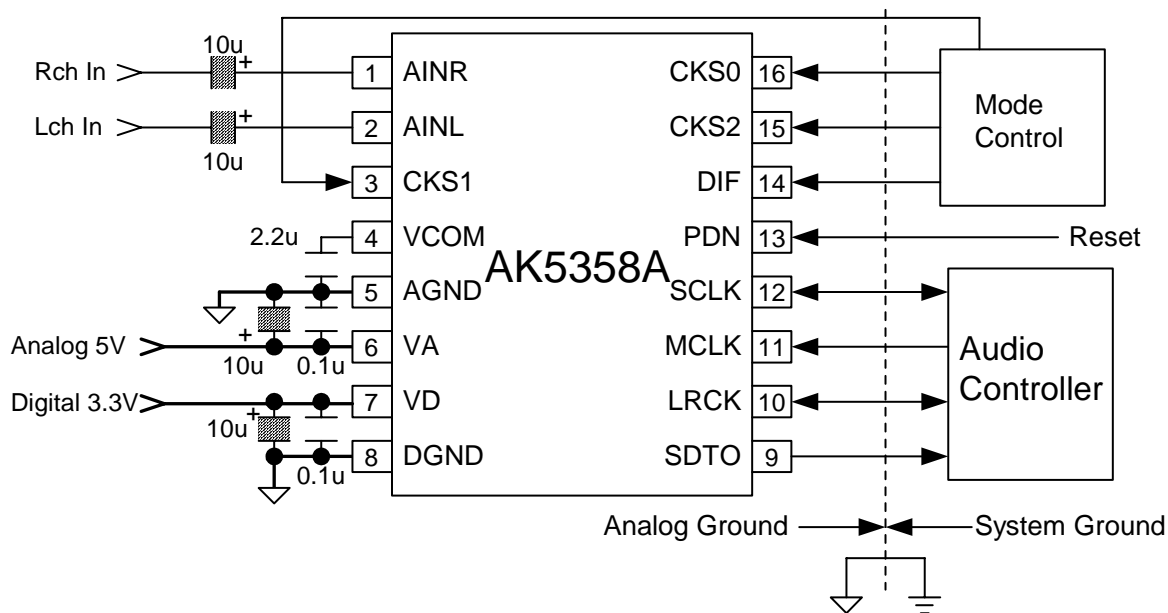 10u +
Rch In
1 AINR
CKS0 16
Mode
Control
Lch In
+
10u
2 AINL
CKS2 15
3 CKS1
DIF 14
2.2u
4 VCOM
PDN 13
Reset
AK5358A
5 AGND
SCLK 12
Analog 5V
+
10u
0.1u
6 VA
MCLK 11
Audio
Controller
Digital 3.3V
7 VD
LRCK 10
10u +
0.1u
8 DGND
SDTO 9
Analog Ground
System Ground